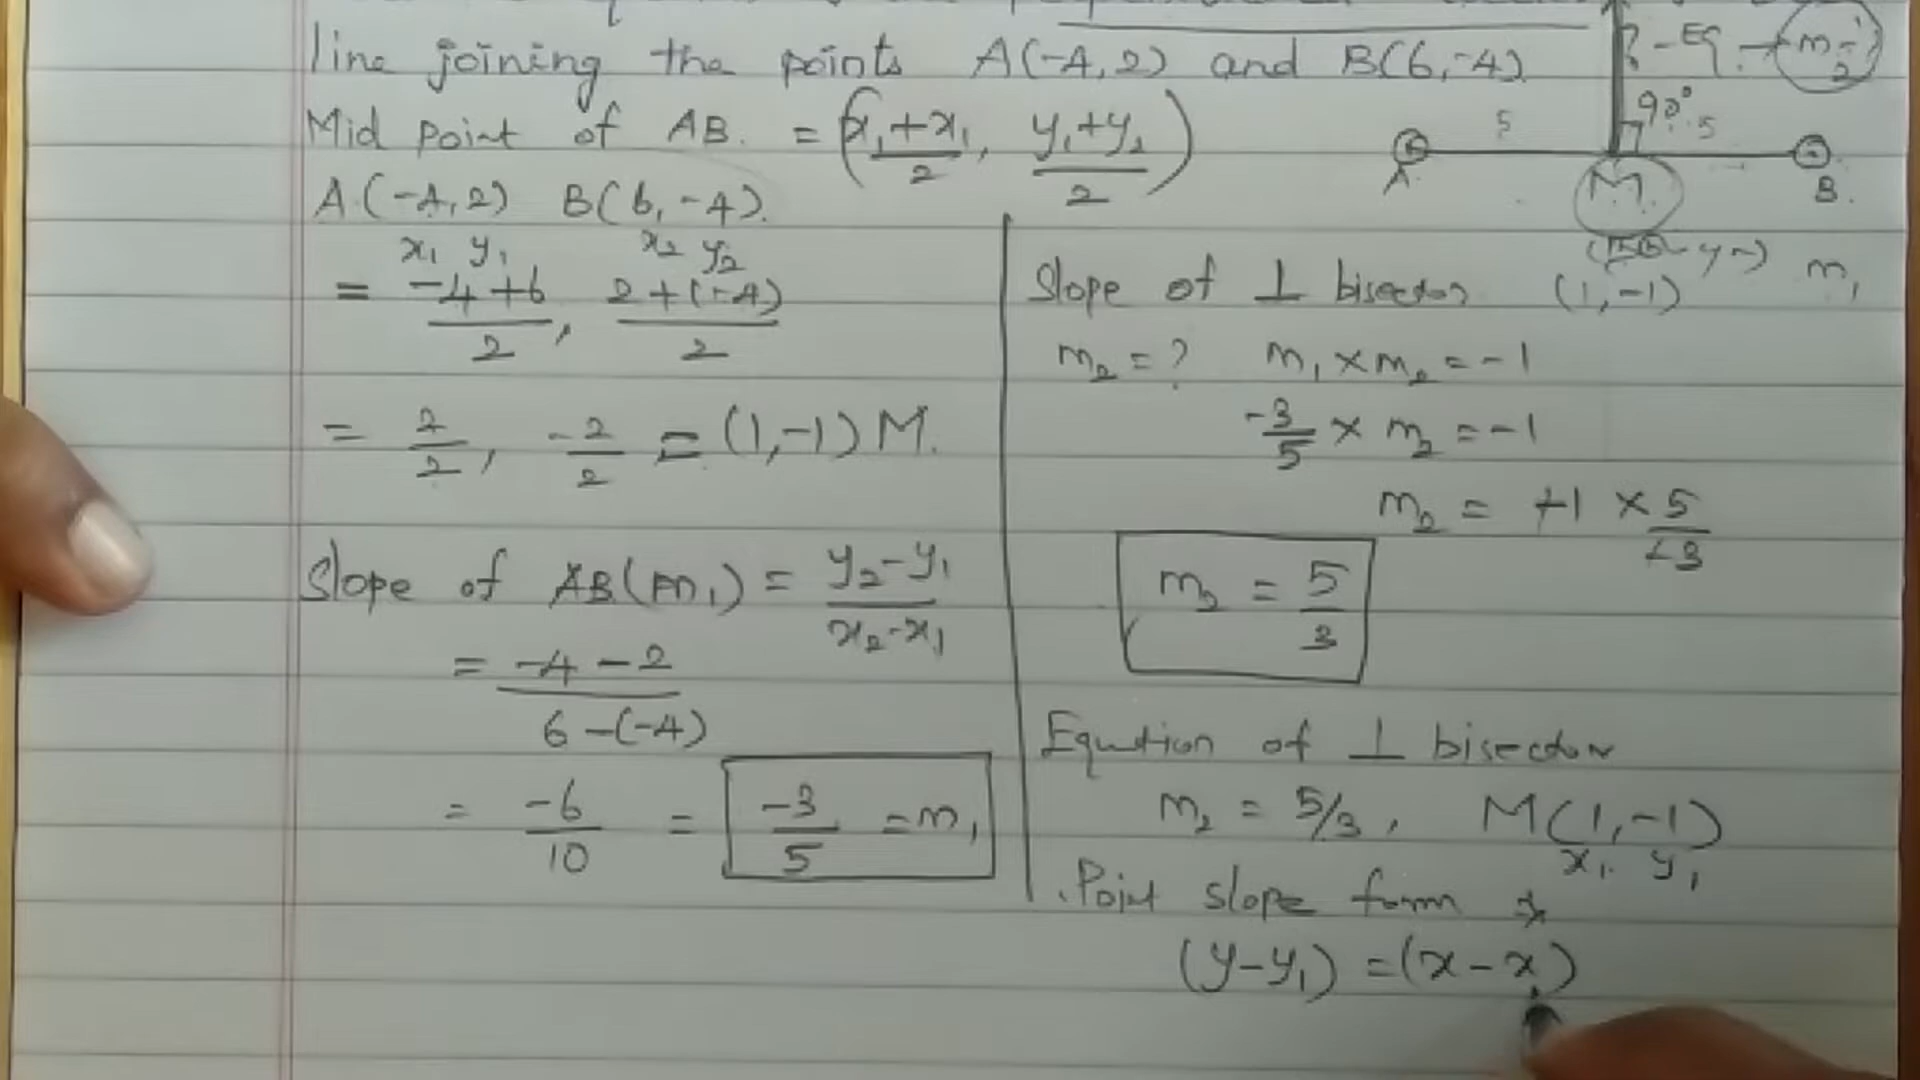 line joining the points A(-4,2) and B(6,-4).
Mid point of AB. = (x₁+x₁/2, y₁+y₂/2)
A(-4,2) B(6,-4).
x₁ y₁ x₂ y₂
= -4+6/2, 2+(-4)/2
= 2/2, -2/2 = (1,-1) M.
Slope of AB(m₁) = y₂-y₁/x₂-x₁
= -4-2/6-(-4)
= -6/10 = -3/5 = m₁
90°
5 5
A M B.
m₁
Slope of ⊥ bisector (1,-1)
m₂ = ? m₁ × m₂ = -1
-3/5 × m₂ = -1
m₂ = +1 × 5/-3
m₂ = 5/3
Eqution of ⊥ bisector
m₂ = 5/3, M(1,-1)
x₁ y₁
Point slope form
(y-y₁) = (x-x₁)